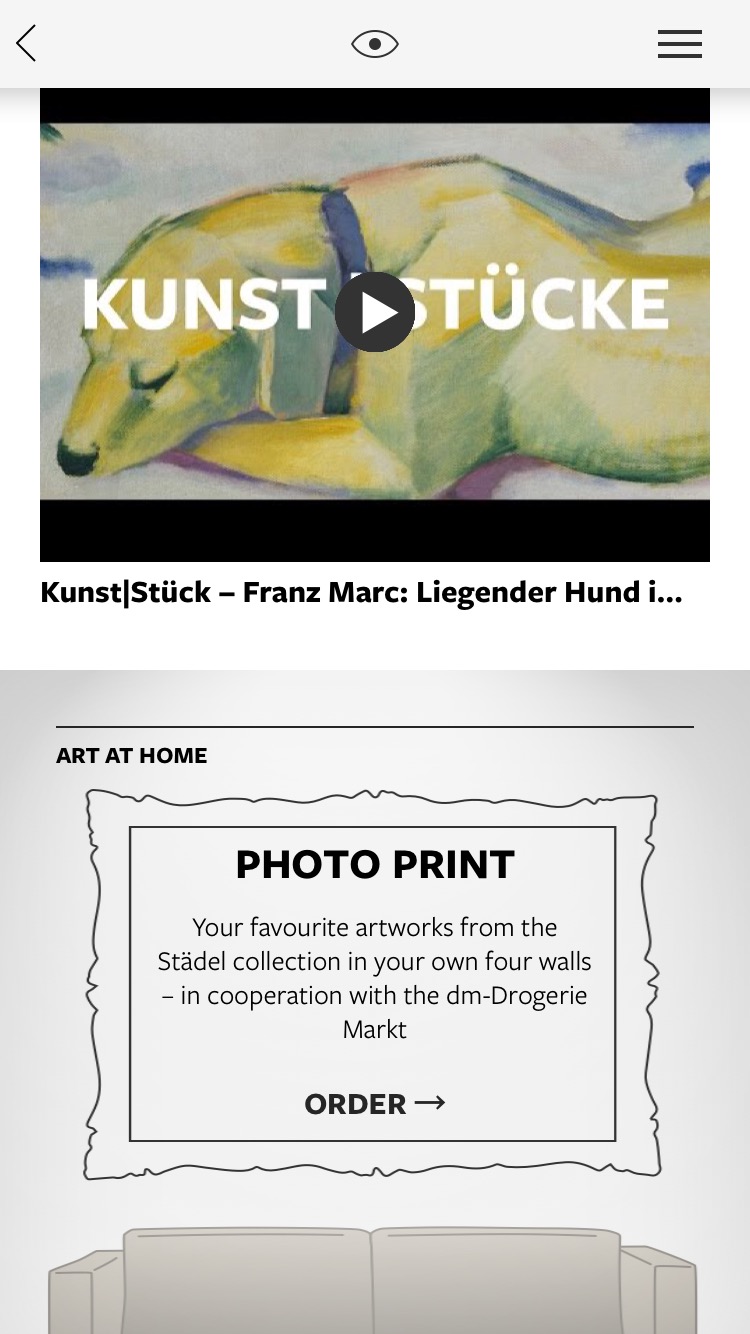 KUNST STÜCKE
Kunst|Stück – Franz Marc: Liegender Hund i...
ART AT HOME
PHOTO PRINT
Your favourite artworks from the
Städel collection in your own four walls
– in cooperation with the dm-Drogerie
Markt
ORDER →